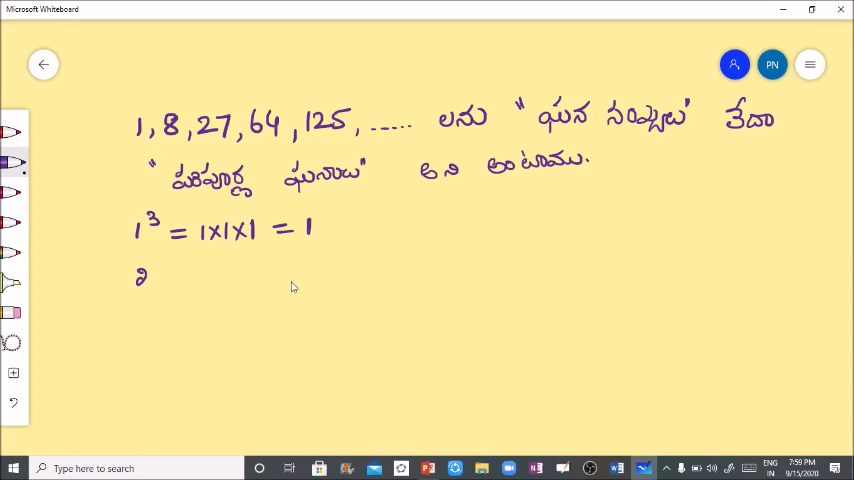 Microsoft Whiteboard
PN
1, 8, 27, 64, 125, ...... లను "ఘన సంఖ్యలు" లేదా
"పరిపూర్ణ ఘనాలు" అని అంటాము.
1³ = 1×1×1 = 1
2
Type here to search
ENG
IN
7:59 PM
9/15/2020